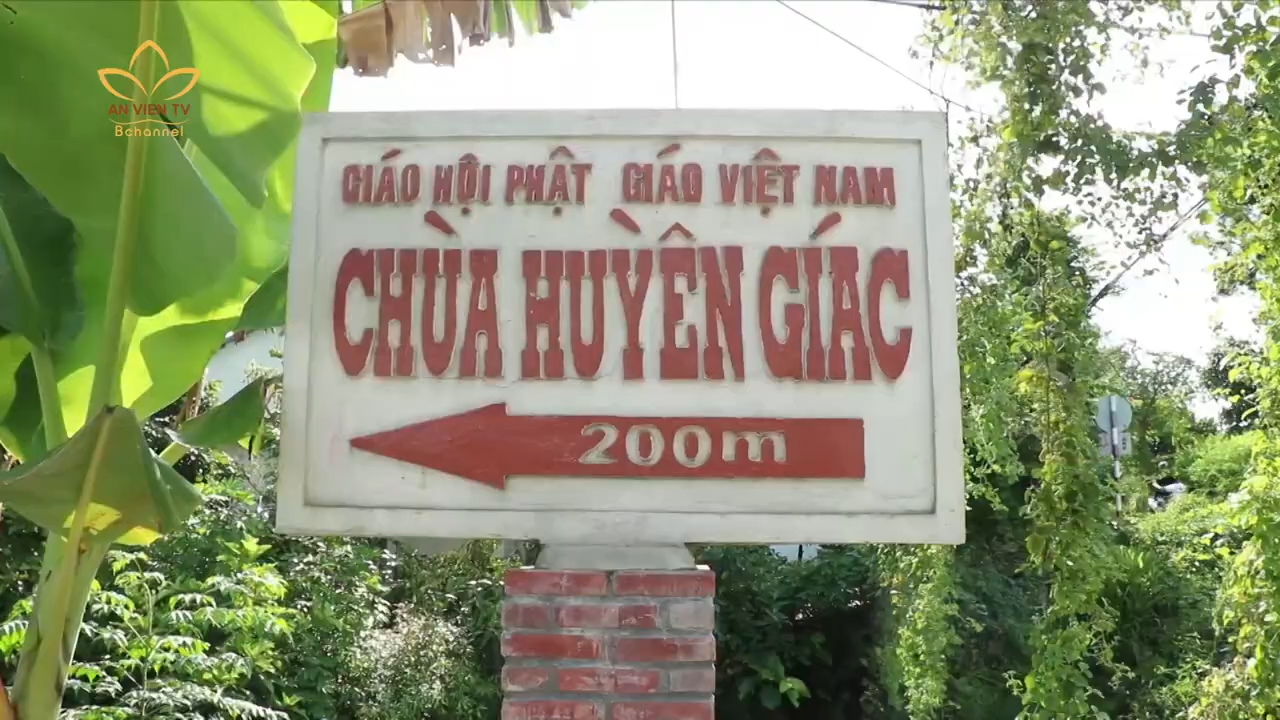 AN VIEN TV
Bchannel
GIÁO HỘI PHẬT GIÁO VIỆT NAM
CHÙA HUYỀN GIÁC
200m